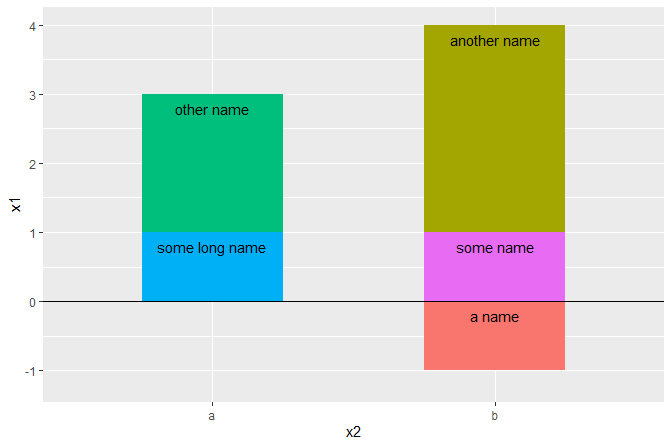 4
another name
3
other name
2
x1
1
some long name
some name
0
a name
-1
a
b
x2